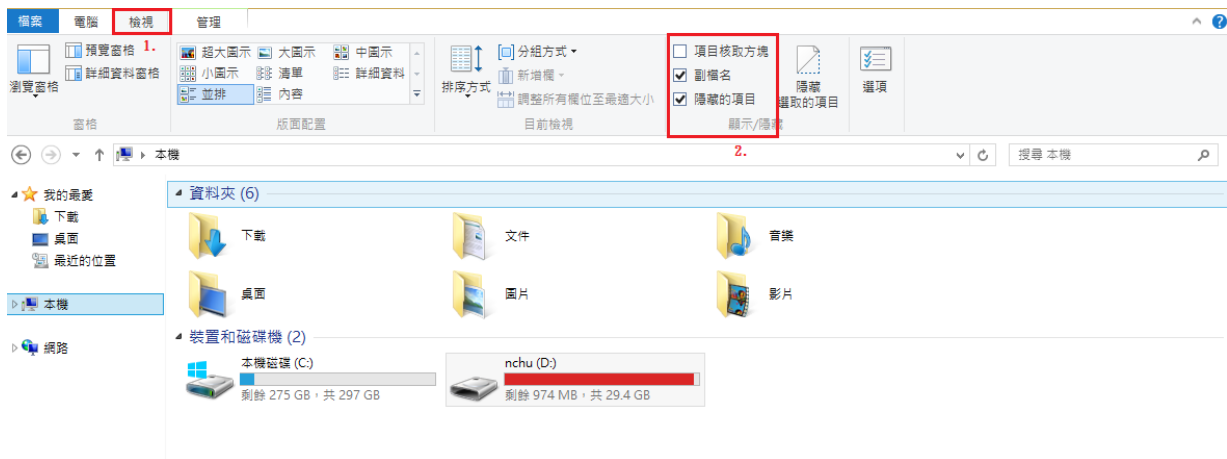 檔案 電腦 檢視 管理
1.
預覽窗格
詳細資料窗格
瀏覽窗格
窗格
超大圖示 大圖示 中圖示
小圖示 清單 詳細資料
並排 內容
版面配置
排序方式
分組方式
新增欄
調整所有欄位至最適大小
目前檢視
項目核取方塊
副檔名
隱藏的項目
隱藏
選取的項目
顯示/隱藏
選項
2.
本機
搜尋 本機
我的最愛
下載
桌面
最近的位置
本機
網路
資料夾 (6)
下載 文件 音樂
桌面 圖片 影片
裝置和磁碟機 (2)
本機磁碟 (C:)
剩餘 275 GB，共 297 GB
nchu (D:)
剩餘 974 MB，共 29.4 GB